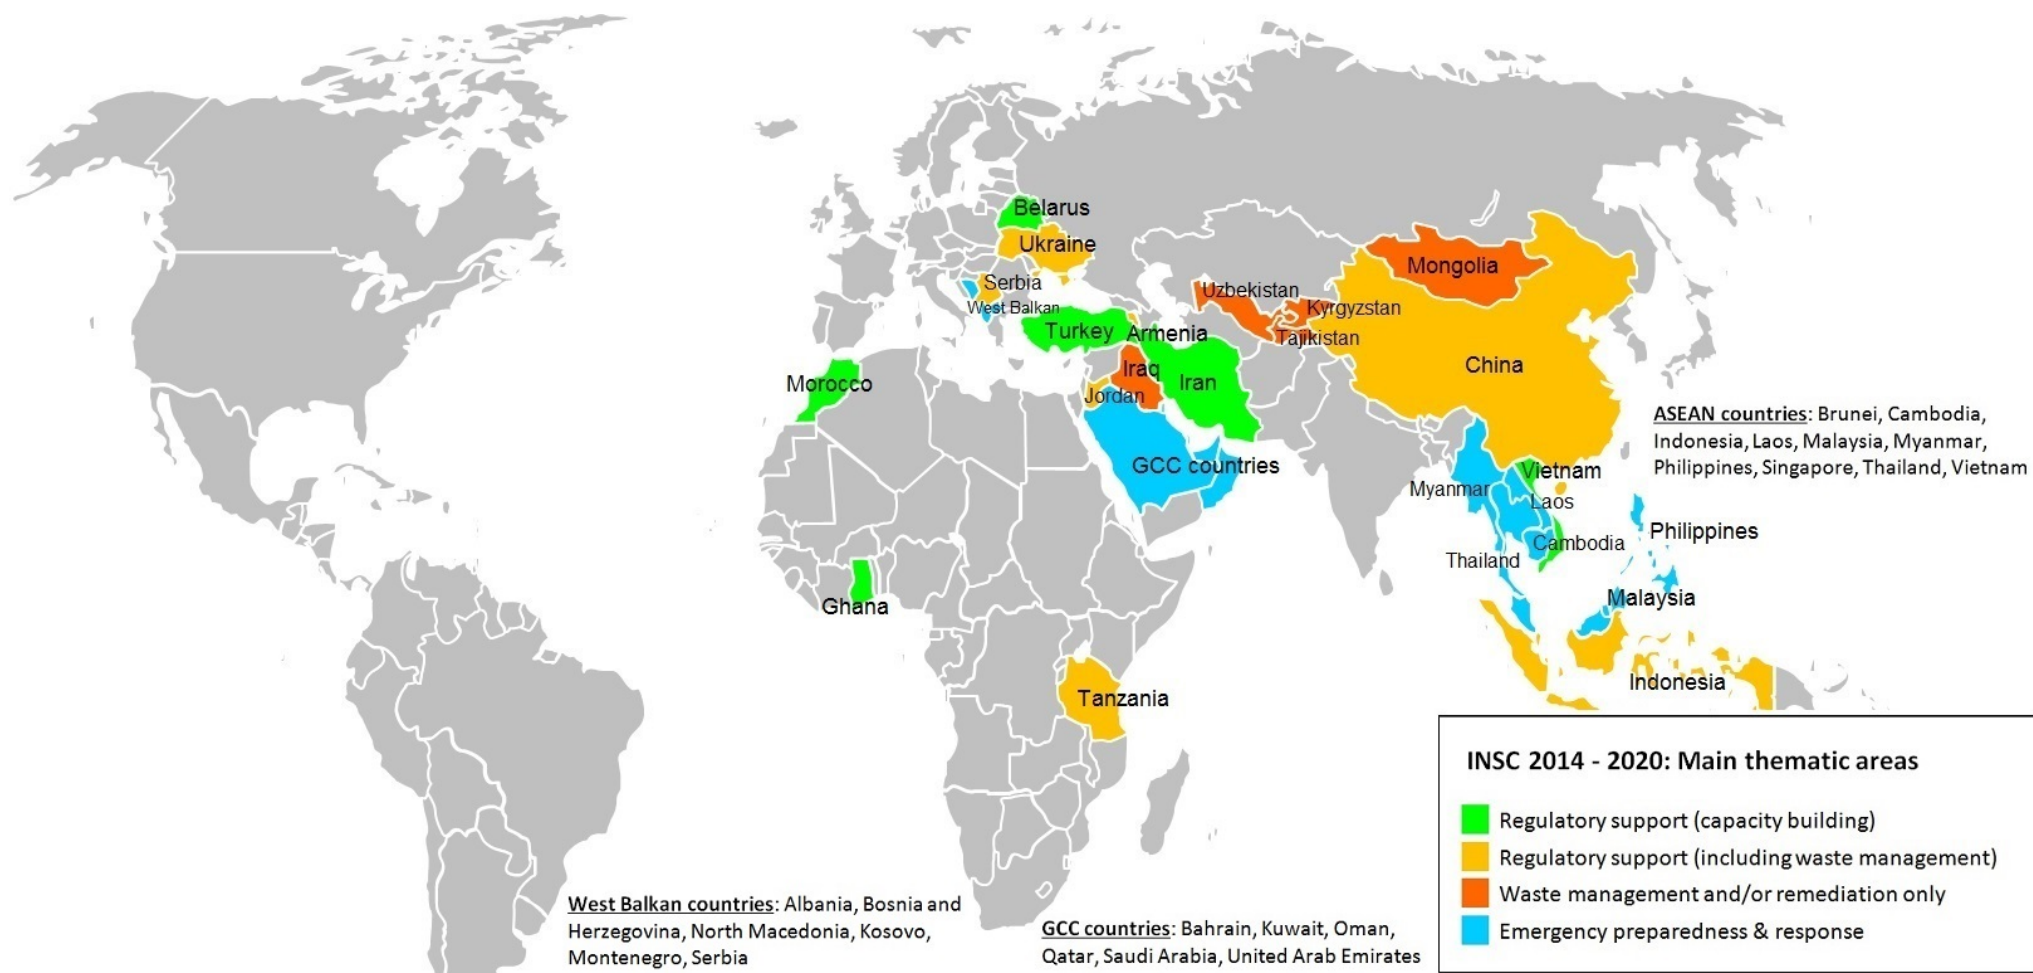 Belarus
Ukraine
Serbia
West Balkan
Mongolia
Uzbekistan
Kyrgyzstan
Tajikistan
Turkey
Armenia
China
Morocco
Iraq
Iran
Jordan
ASEAN countries: Brunei, Cambodia,
Indonesia, Laos, Malaysia, Myanmar,
Philippines, Singapore, Thailand, Vietnam
GCC countries
Vietnam
Myanmar
Laos
Philippines
Cambodia
Thailand
Ghana
Malaysia
Indonesia
Tanzania
INSC 2014 - 2020: Main thematic areas
Regulatory support (capacity building)
Regulatory support (including waste management)
Waste management and/or remediation only
Emergency preparedness & response
West Balkan countries: Albania, Bosnia and
Herzegovina, North Macedonia, Kosovo,
Montenegro, Serbia
GCC countries: Bahrain, Kuwait, Oman,
Qatar, Saudi Arabia, United Arab Emirates